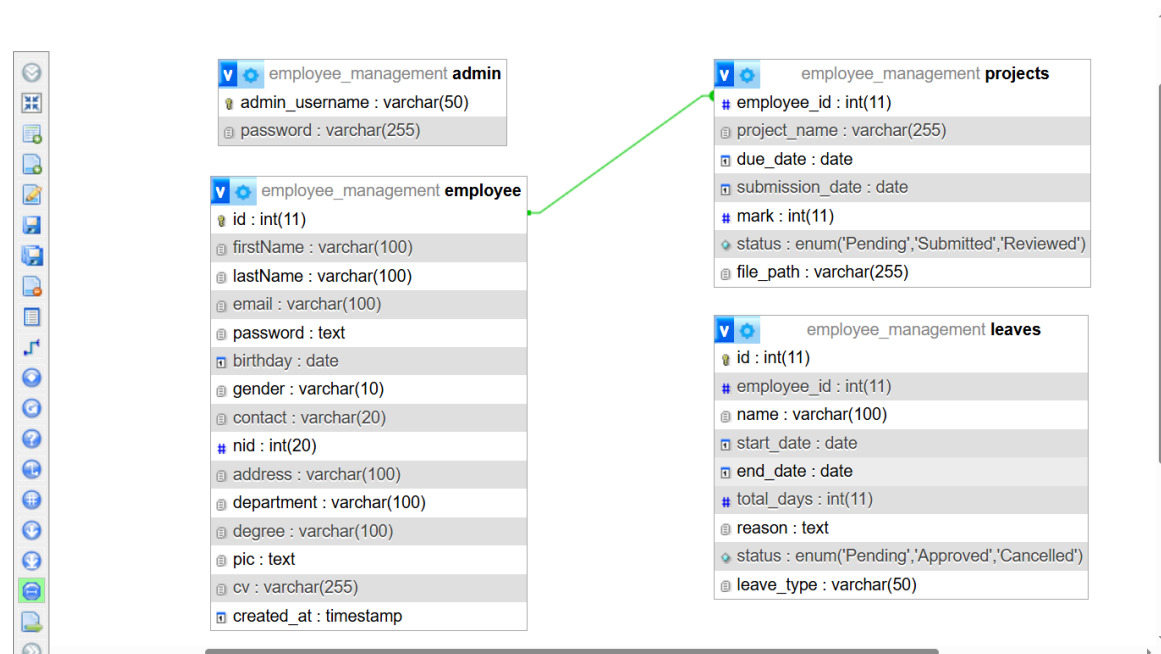 employee_management admin
admin_username : varchar(50)
password : varchar(255)
employee_management employee
id : int(11)
firstName : varchar(100)
lastName : varchar(100)
email : varchar(100)
password : text
birthday : date
gender : varchar(10)
contact : varchar(20)
nid : int(20)
address : varchar(100)
department : varchar(100)
degree : varchar(100)
pic : text
cv : varchar(255)
created_at : timestamp
employee_management projects
employee_id : int(11)
project_name : varchar(255)
due_date : date
submission_date : date
mark : int(11)
status : enum('Pending','Submitted','Reviewed')
file_path : varchar(255)
employee_management leaves
id : int(11)
employee_id : int(11)
name : varchar(100)
start_date : date
end_date : date
total_days : int(11)
reason : text
status : enum('Pending','Approved','Cancelled')
leave_type : varchar(50)